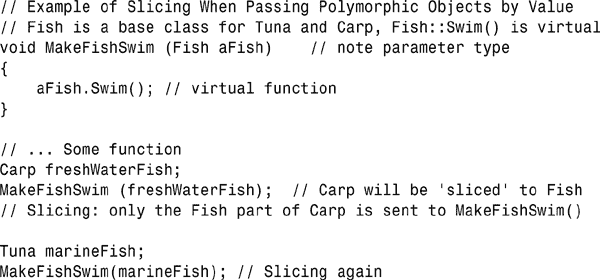 // Example of Slicing When Passing Polymorphic Objects by Value
// Fish is a base class for Tuna and Carp, Fish::Swim() is virtual
void MakeFishSwim (Fish aFish)    // note parameter type
{
    aFish.Swim(); // virtual function
}

// ... Some function
Carp freshWaterFish;
MakeFishSwim (freshWaterFish);  // Carp will be 'sliced' to Fish
// Slicing: only the Fish part of Carp is sent to MakeFishSwim()

Tuna marineFish;
MakeFishSwim(marineFish); // Slicing again